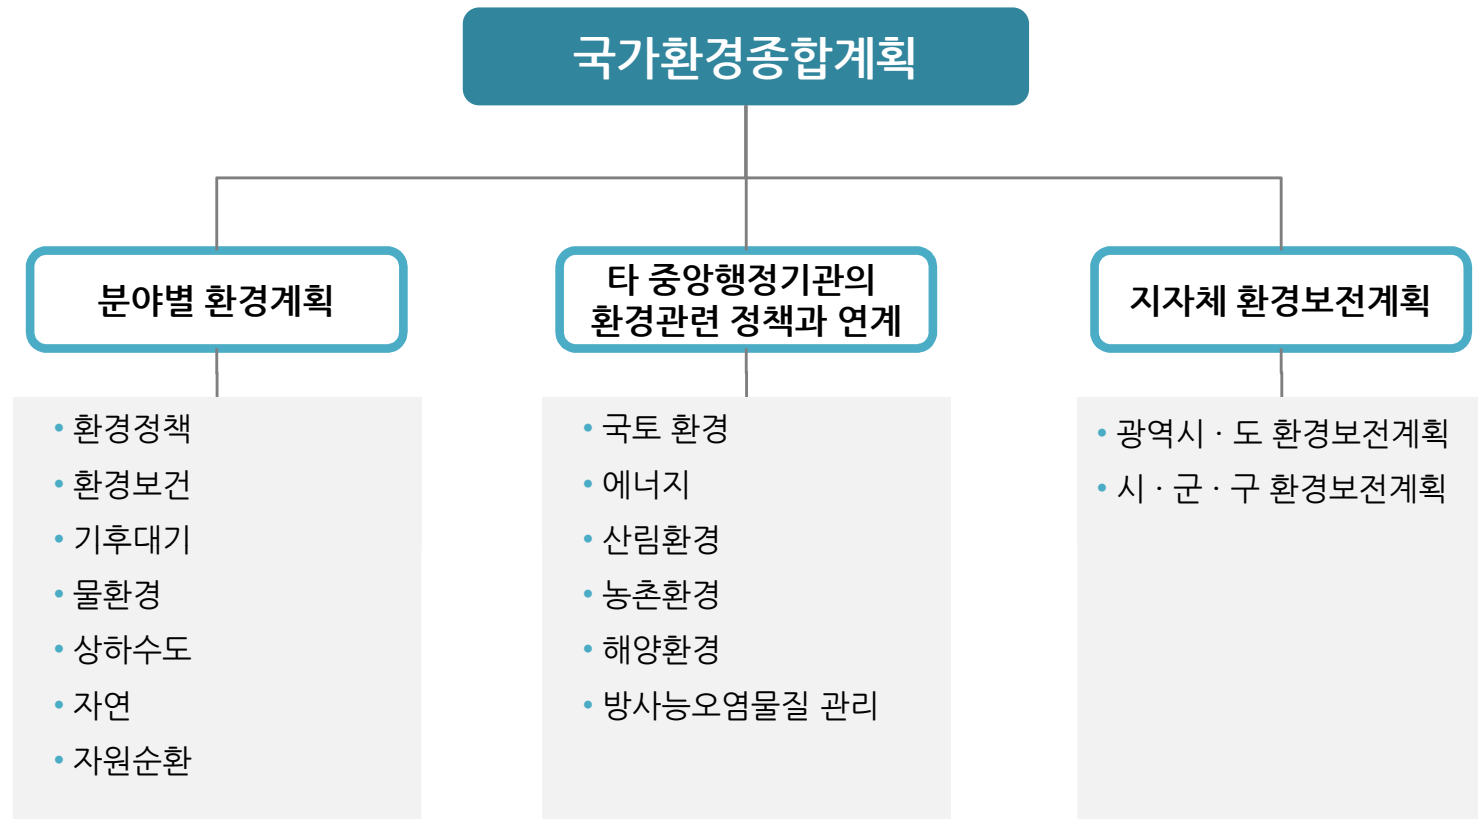 국가환경종합계획
분야별 환경계획
• 환경정책
• 환경보건
• 기후대기
• 물환경
• 상하수도
• 자연
• 자원순환
타 중앙행정기관의
환경관련 정책과 연계
• 국토 환경
• 에너지
• 산림환경
• 농촌환경
• 해양환경
• 방사능오염물질 관리
지자체 환경보전계획
• 광역시 · 도 환경보전계획
• 시 · 군 · 구 환경보전계획